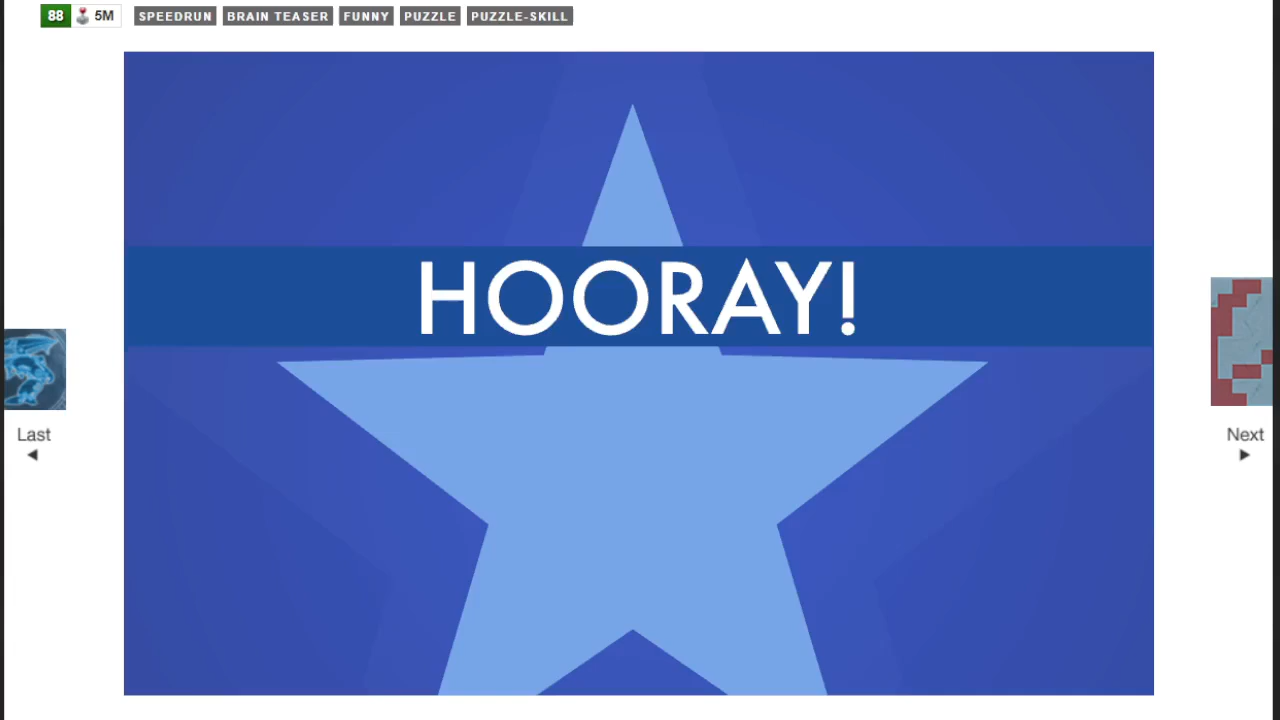 88 5M SPEEDRUN BRAIN TEASER FUNNY PUZZLE PUZZLE-SKILL
HOORAY!
Last
Next